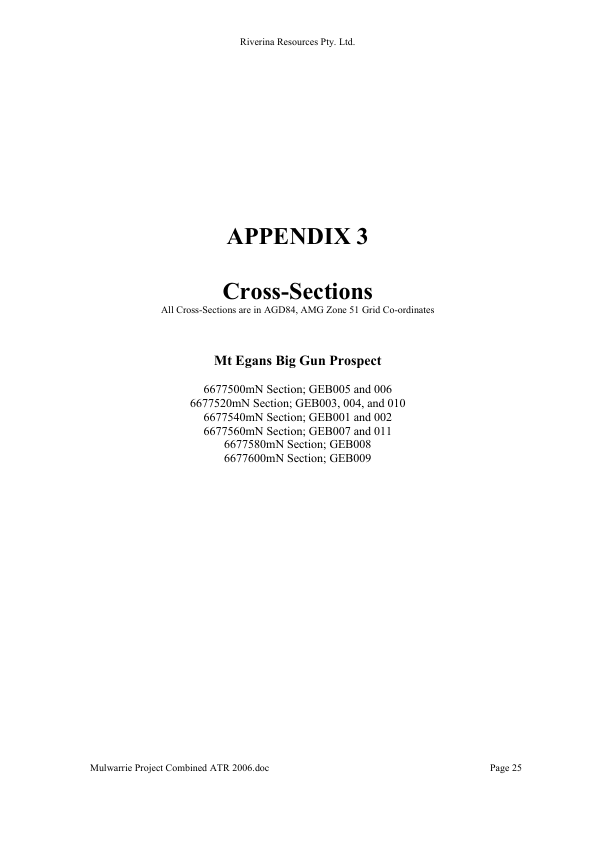 Riverina Resources Pty. Ltd.
APPENDIX 3
Cross-Sections
All Cross-Sections are in AGD84, AMG Zone 51 Grid Co-ordinates
Mt Egans Big Gun Prospect
6677500mN Section; GEB005 and 006
6677520mN Section; GEB003, 004, and 010
6677540mN Section; GEB001 and 002
6677560mN Section; GEB007 and 011
6677580mN Section; GEB008
6677600mN Section; GEB009
Mulwarrie Project Combined ATR 2006.doc Page 25